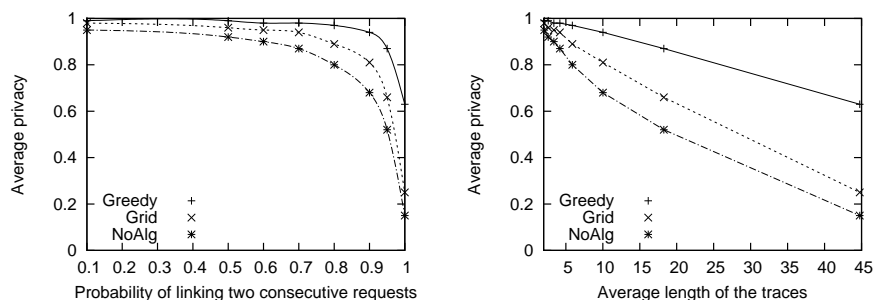 1
0.8
0.6
0.4
0.2
0
Average privacy
Greedy
Grid
NoAlg
0.1 0.2 0.3 0.4 0.5 0.6 0.7 0.8 0.9 1
Probability of linking two consecutive requests
1
0.8
0.6
0.4
0.2
0
Average privacy
Greedy
Grid
NoAlg
5 10 15 20 25 30 35 40 45
Average length of the traces